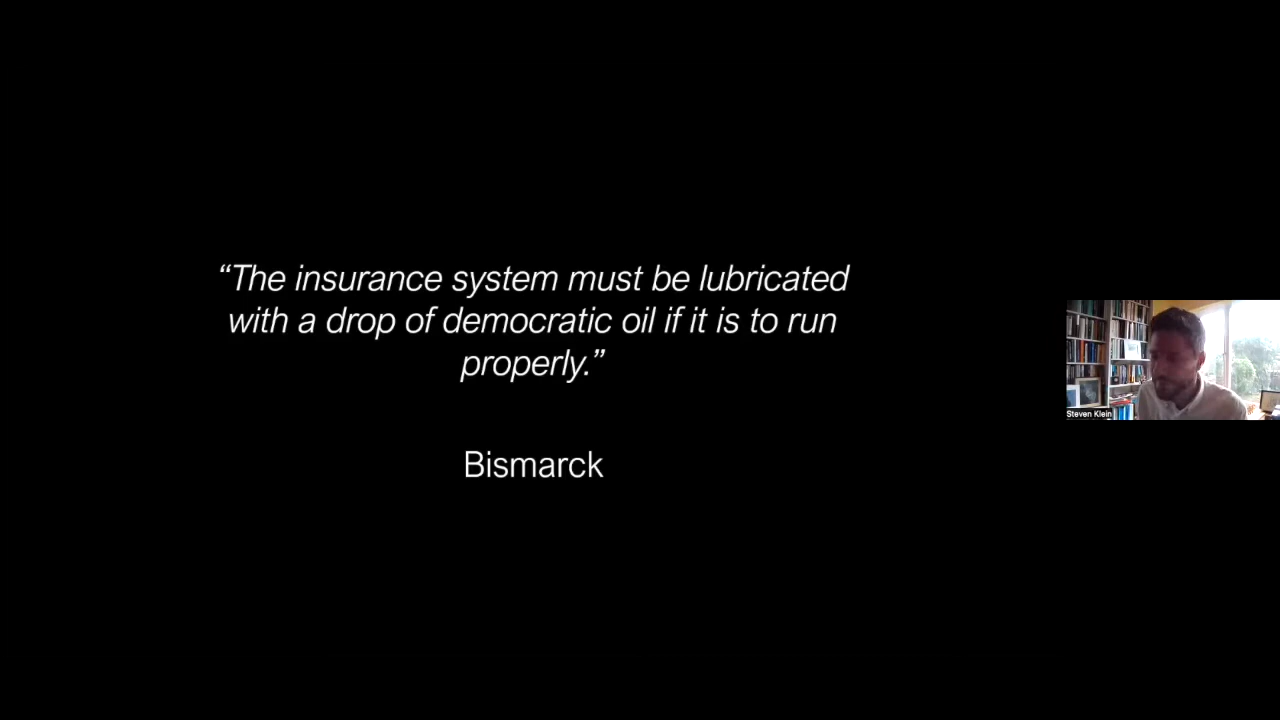 “The insurance system must be lubricated
with a drop of democratic oil if it is to run
properly.”
Bismarck
Steven Klein